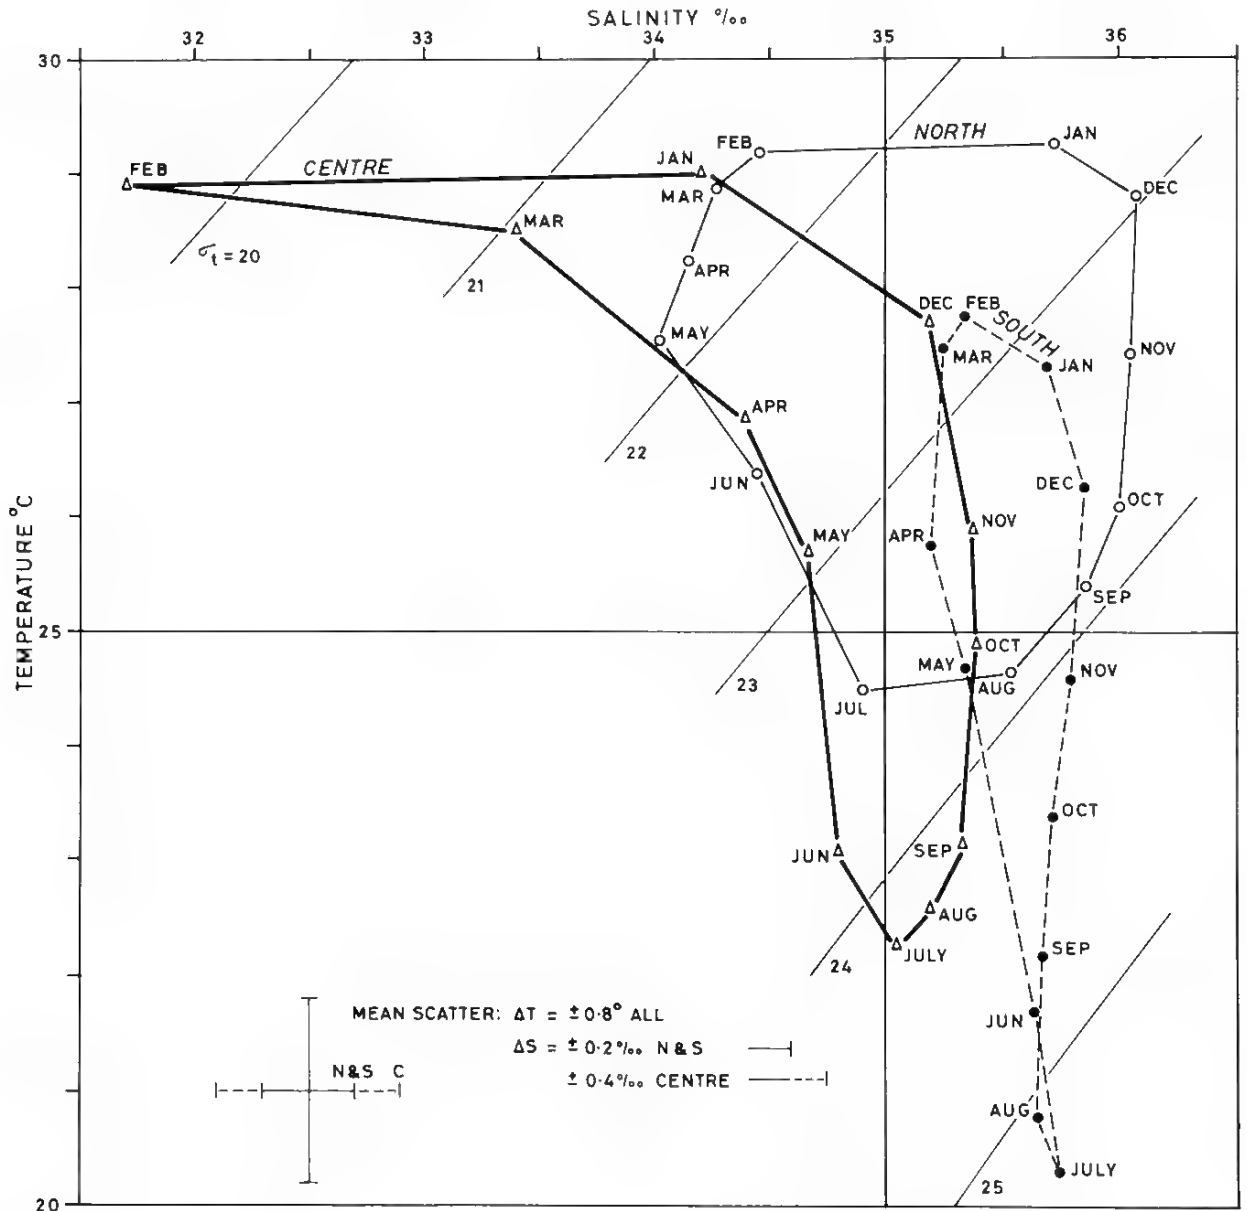 SALINITY ‰
32 33 34 35 36
30
NORTH
JAN
FEB
JAN
FEB
CENTRE
MAR
DEC
MAR
σt = 20
APR
21
DEC
FEB
SOUTH
MAY
MAR
NOV
JAN
APR
22
JUN
DEC
OCT
TEMPERATURE °C
MAY
APR
NOV
SEP
25
OCT
MAY
NOV
23
JUL
AUG
OCT
JUN
SEP
AUG
24
JULY
SEP
MEAN SCATTER: ΔT = ±0·8° ALL
ΔS = ±0·2‰ N & S
JUN
N&S C
±0·4‰ CENTRE
AUG
JULY
25
20